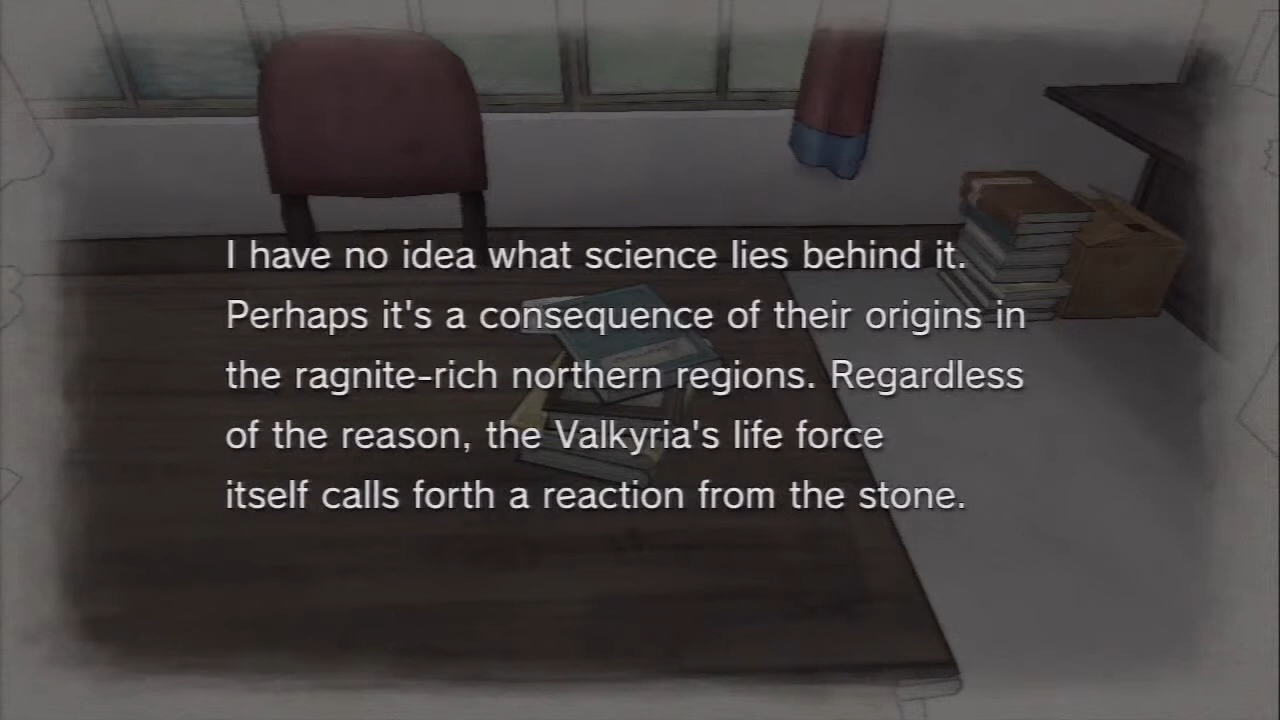 I have no idea what science lies behind it.
Perhaps it's a consequence of their origins in
the ragnite-rich northern regions. Regardless
of the reason, the Valkyria's life force
itself calls forth a reaction from the stone.